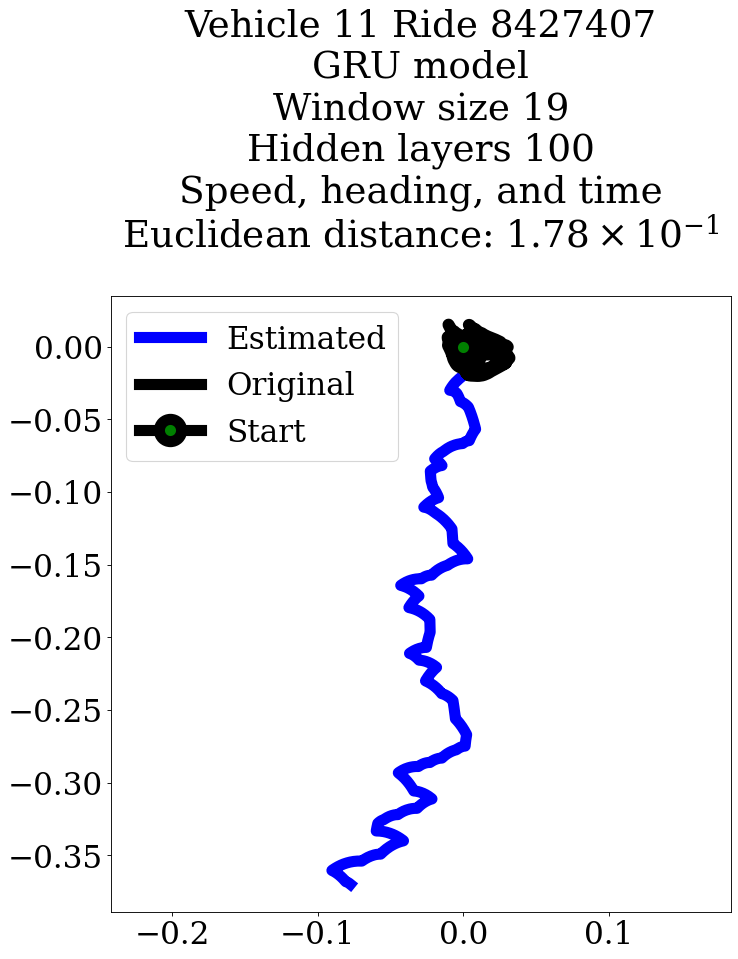 Vehicle 11 Ride 8427407
GRU model
Window size 19
Hidden layers 100
Speed, heading, and time
Euclidean distance: 1.78 × 10⁻¹
Estimated
Original
Start
0.00
−0.05
−0.10
−0.15
−0.20
−0.25
−0.30
−0.35
−0.2 −0.1 0.0 0.1